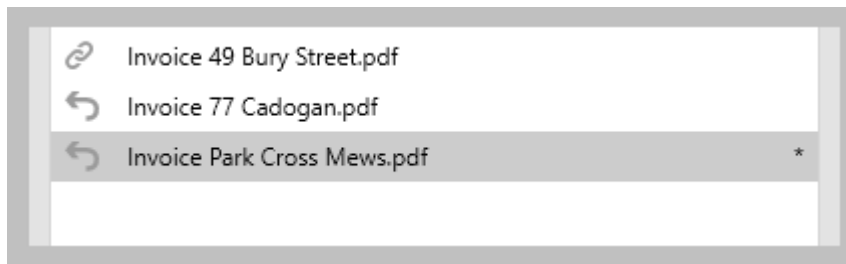 Invoice 49 Bury Street.pdf
Invoice 77 Cadogan.pdf
Invoice Park Cross Mews.pdf *